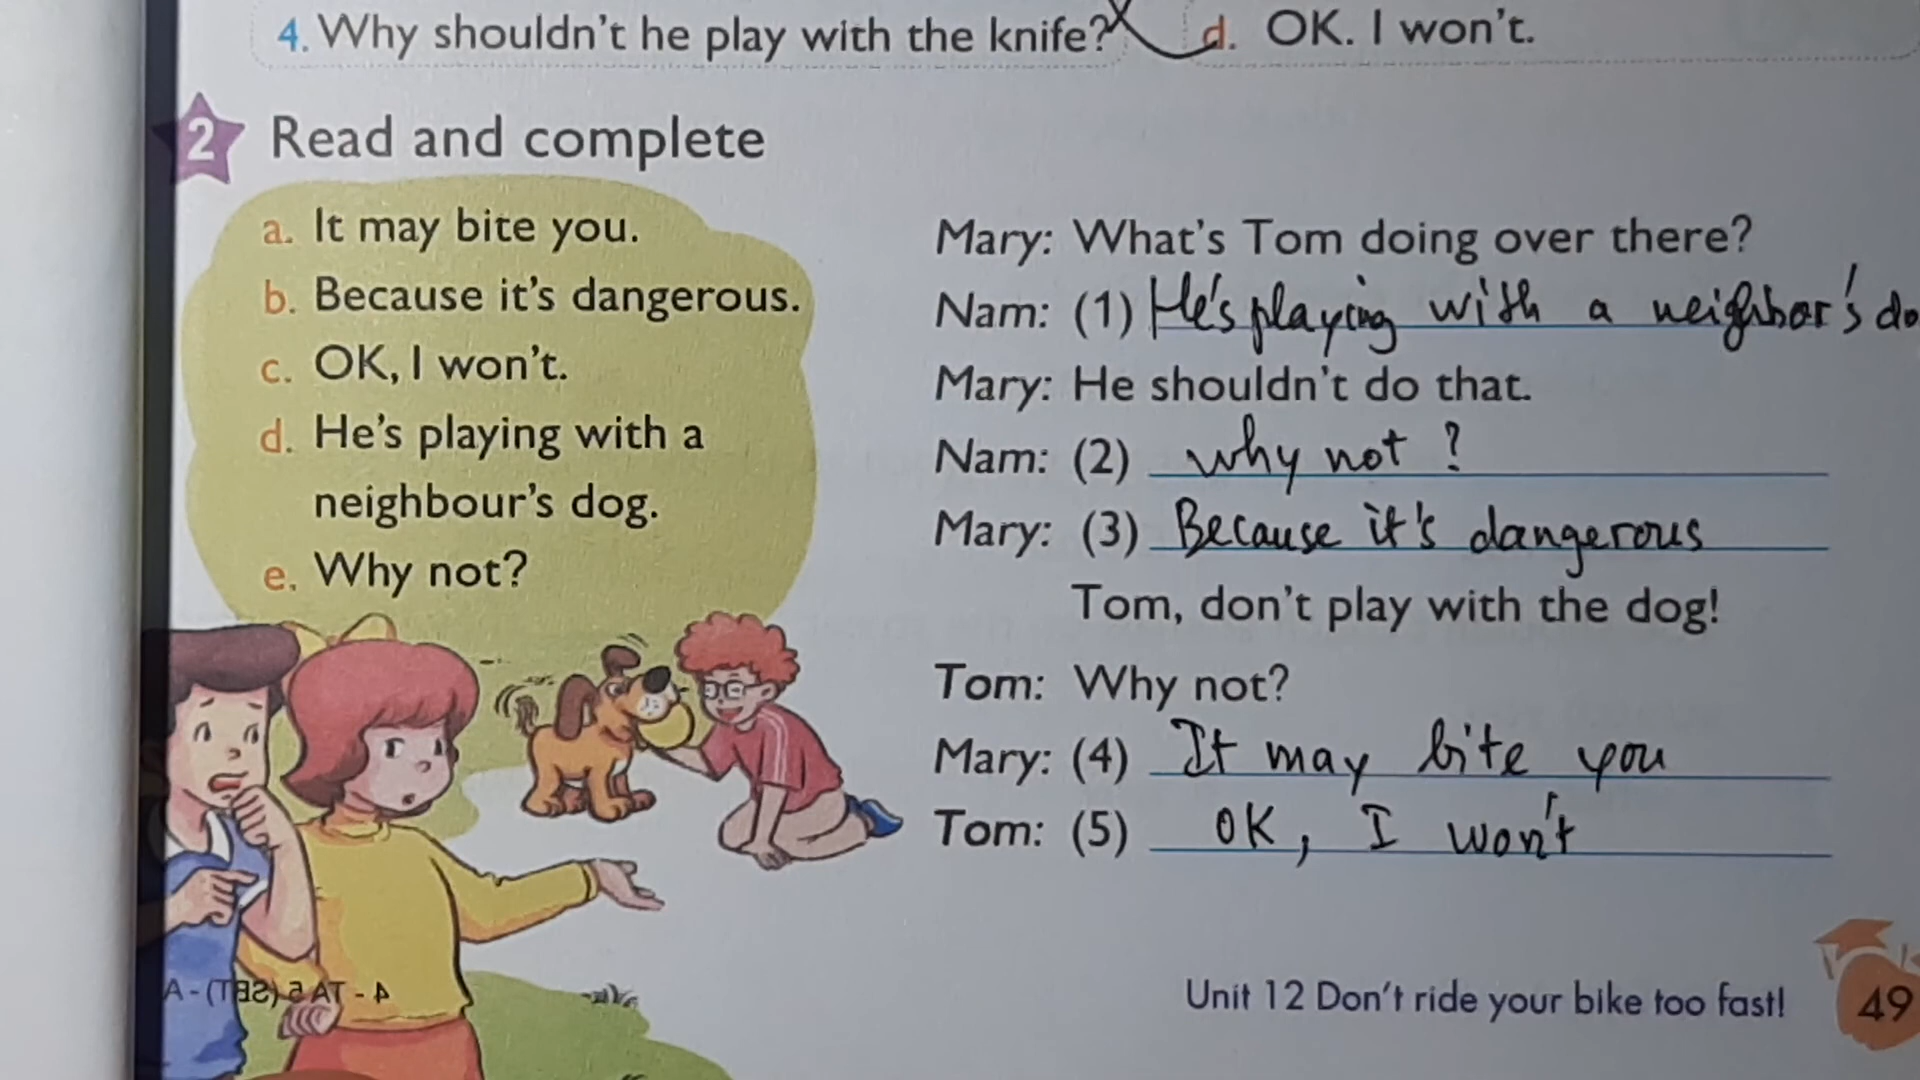 4. Why shouldn't he play with the knife? d. OK. I won't.
2 Read and complete
a. It may bite you.
b. Because it's dangerous.
c. OK, I won't.
d. He's playing with a
neighbour's dog.
e. Why not?
Mary: What's Tom doing over there?
Nam: (1) He's playing with a neighbor's do
Mary: He shouldn't do that.
Nam: (2) why not ?
Mary: (3) Because it's dangerous
Tom, don't play with the dog!
Tom: Why not?
Mary: (4) It may bite you
Tom: (5) OK, I won't
4 - TA 5 (SBT) - A
Unit 12 Don't ride your bike too fast! 49